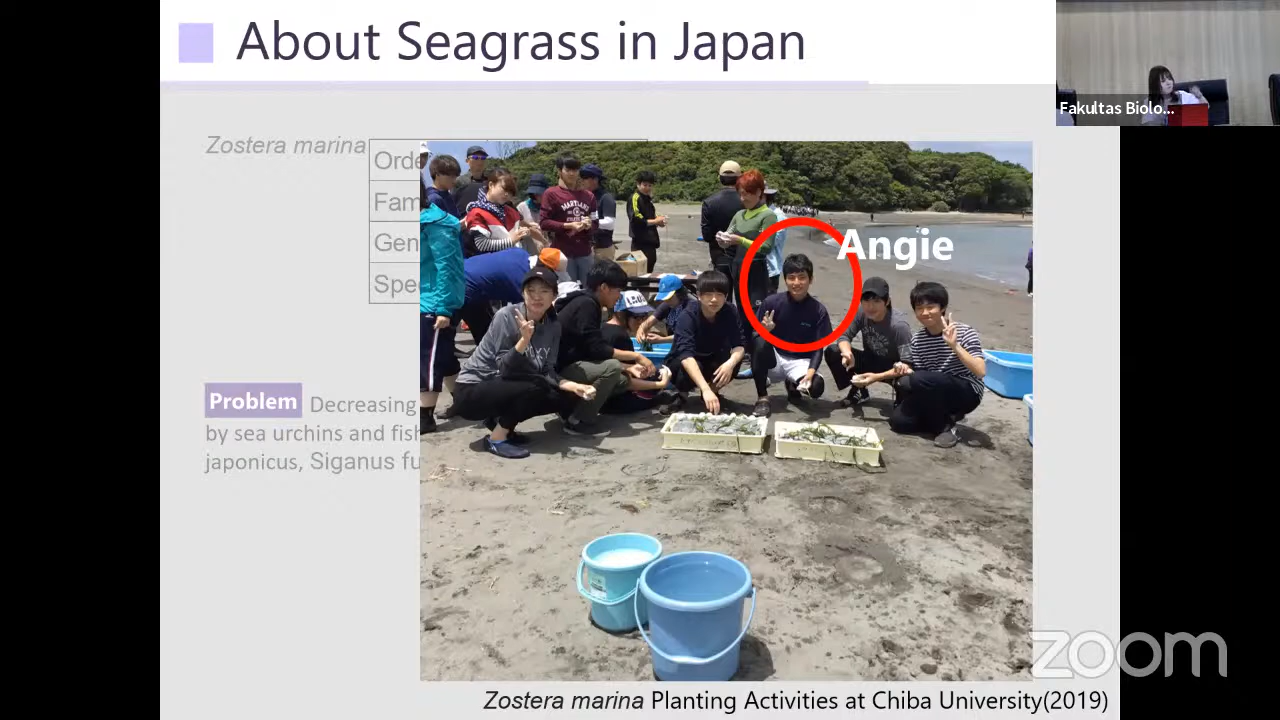 About Seagrass in Japan
Fakultas Biolo...
Zostera marina
Orde
Fam
Gen
Spe
Angie
Problem Decreasing
by sea urchins and fish
japonicus, Siganus fu
zoom
Zostera marina Planting Activities at Chiba University(2019)